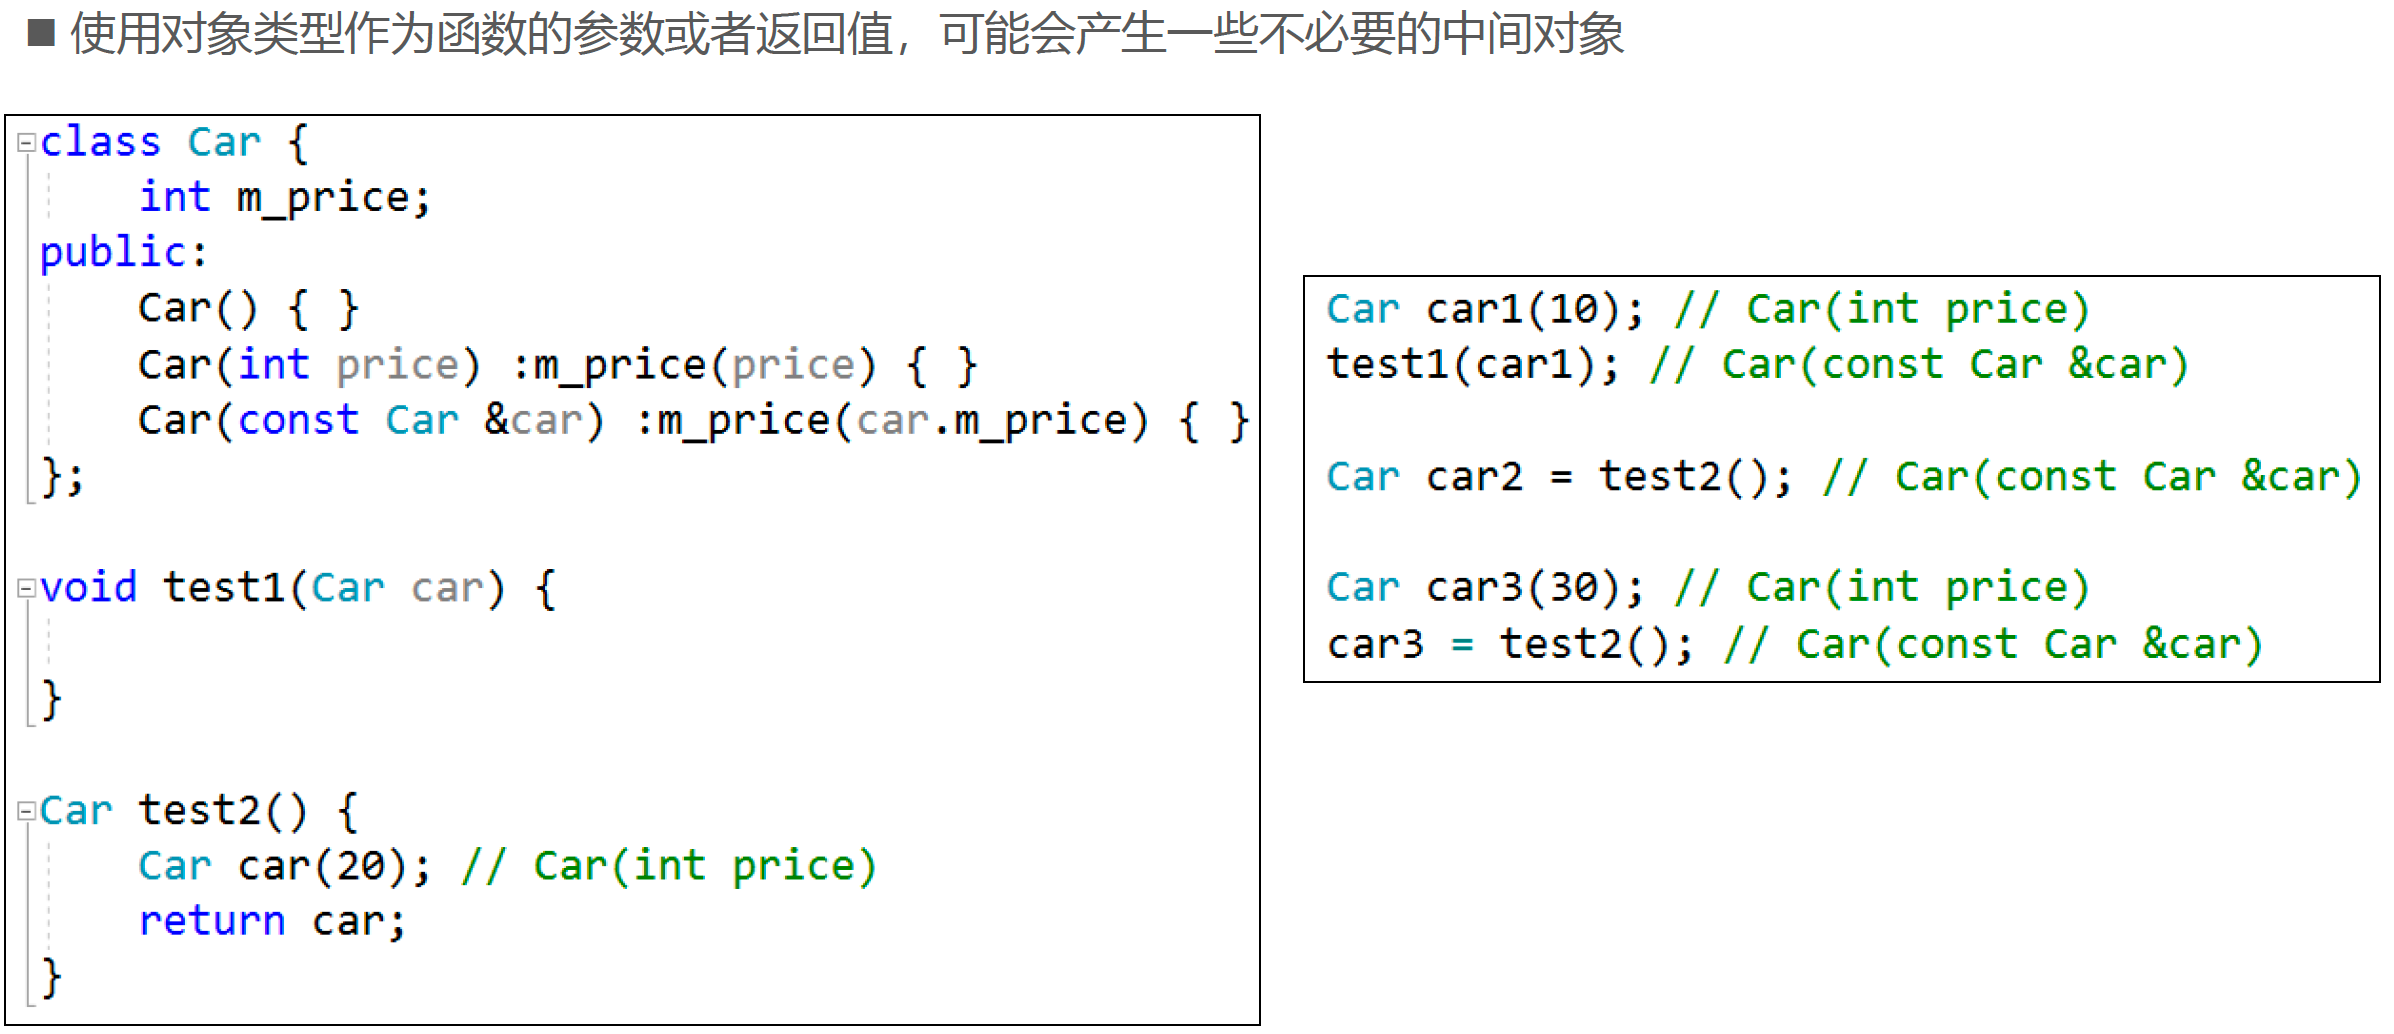 ■ 使用对象类型作为函数的参数或者返回值，可能会产生一些不必要的中间对象
class Car {
    int m_price;
public:
    Car() { }
    Car(int price) :m_price(price) { }
    Car(const Car &car) :m_price(car.m_price) { }
};
void test1(Car car) {
}
Car test2() {
    Car car(20); // Car(int price)
    return car;
}
Car car1(10); // Car(int price)
test1(car1); // Car(const Car &car)
Car car2 = test2(); // Car(const Car &car)
Car car3(30); // Car(int price)
car3 = test2(); // Car(const Car &car)